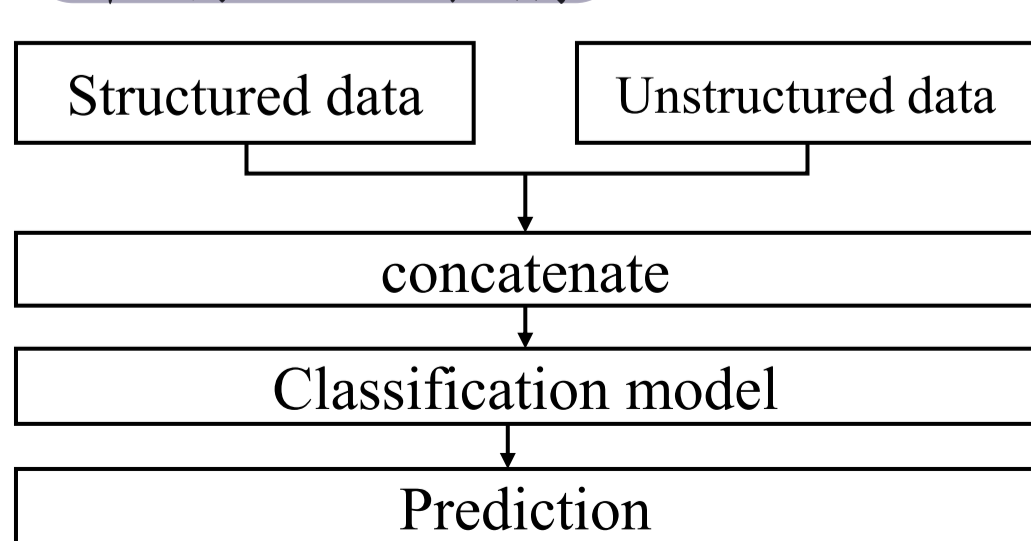 Structured data
Unstructured data
concatenate
Classification model
Prediction